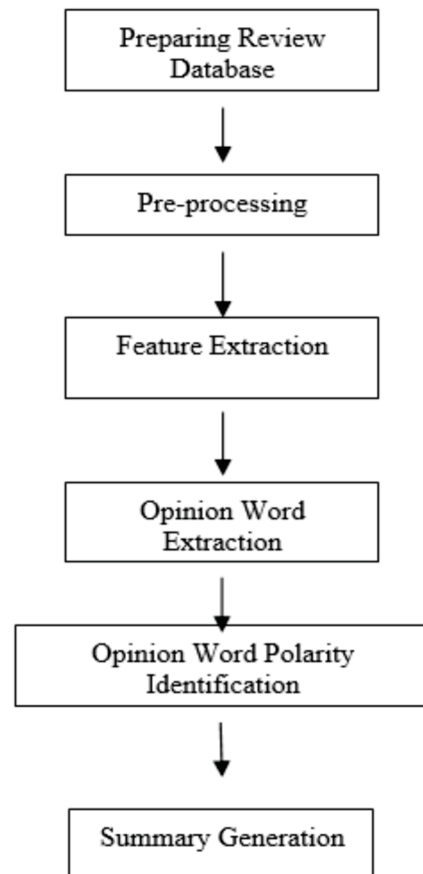 Preparing Review
Database
Pre-processing
Feature Extraction
Opinion Word
Extraction
Opinion Word Polarity
Identification
Summary Generation